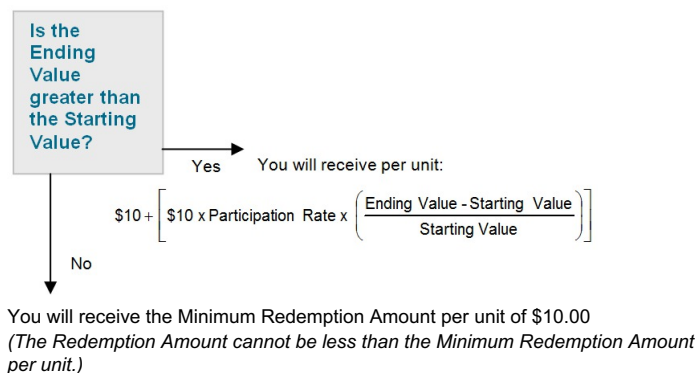 Is the
Ending
Value
greater than
the Starting
Value?
Yes You will receive per unit:
$10 + [ $10 x Participation Rate x ( Ending Value - Starting Value
Starting Value ) ]
No
You will receive the Minimum Redemption Amount per unit of $10.00
(The Redemption Amount cannot be less than the Minimum Redemption Amount
per unit.)